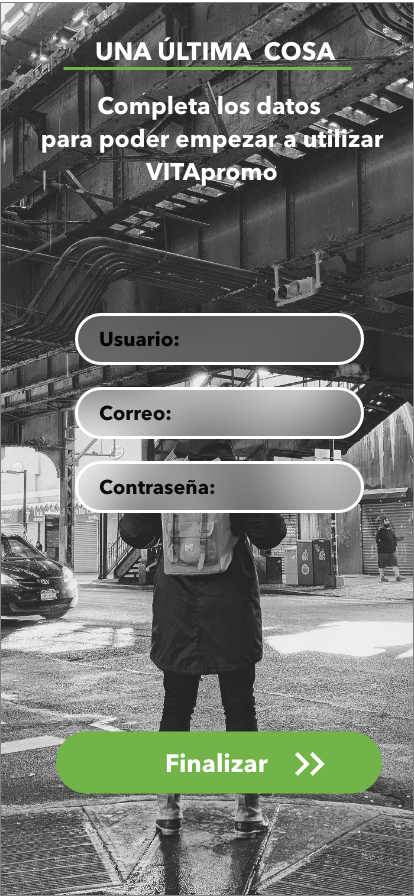 UNA ÚLTIMA COSA
Completa los datos
para poder empezar a utilizar
VITApromo
Usuario:
Correo:
Contraseña:
Finalizar